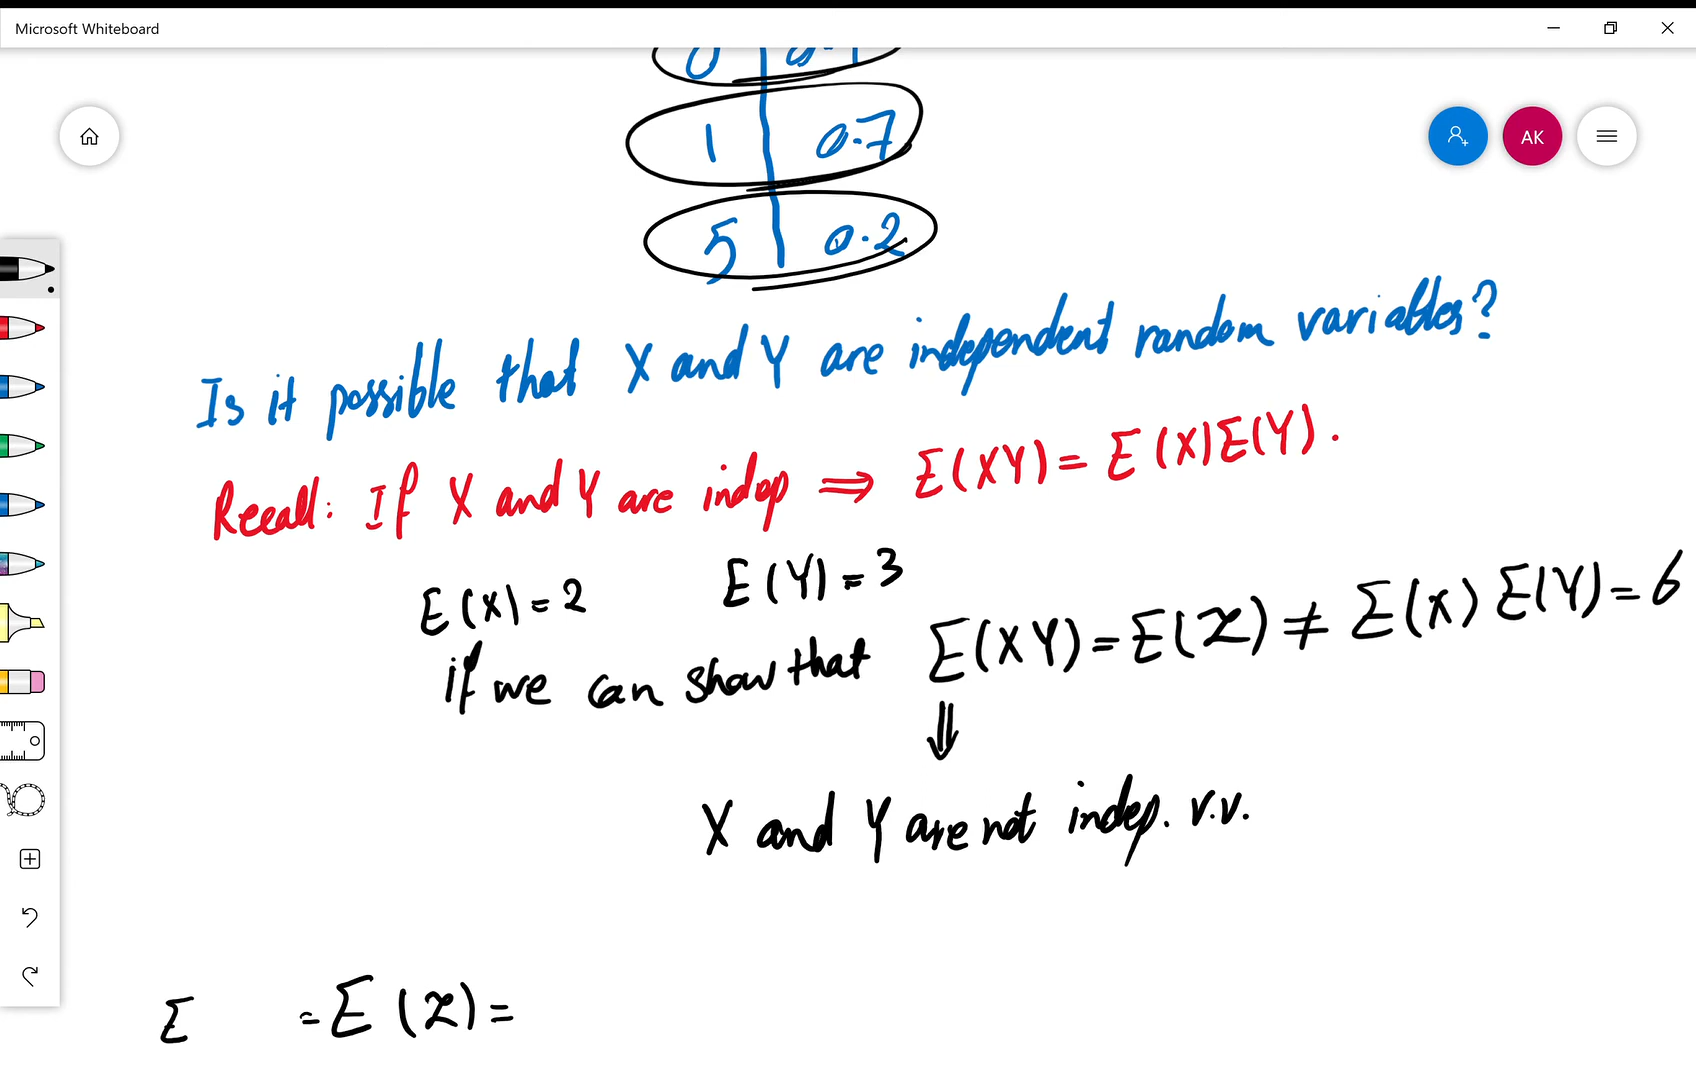 Microsoft Whiteboard
0
1 0.7
AK
5 0.2
Is it possible that X and Y are independent random variables?
Recall: If X and Y are indep ⇒ E(XY) = E(X)E(Y).
E(X) = 2 E(Y) = 3
if we can show that E(XY) = E(Z) ≠ E(X) E(Y) = 6
⇓
X and Y are not indep. r.v.
E = E(Z) =